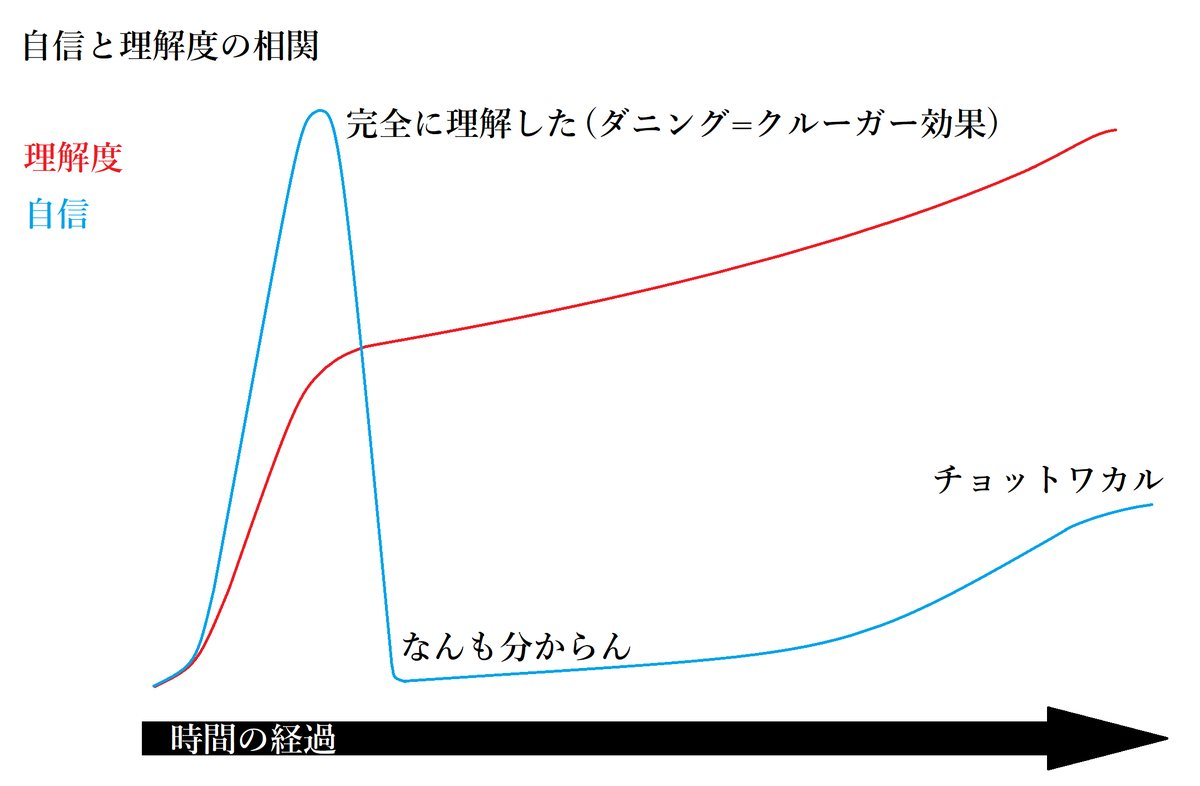 自信と理解度の相関
完全に理解した(ダニング=クルーガー効果)
理解度
自信
チョットワカル
なんも分からん
時間の経過